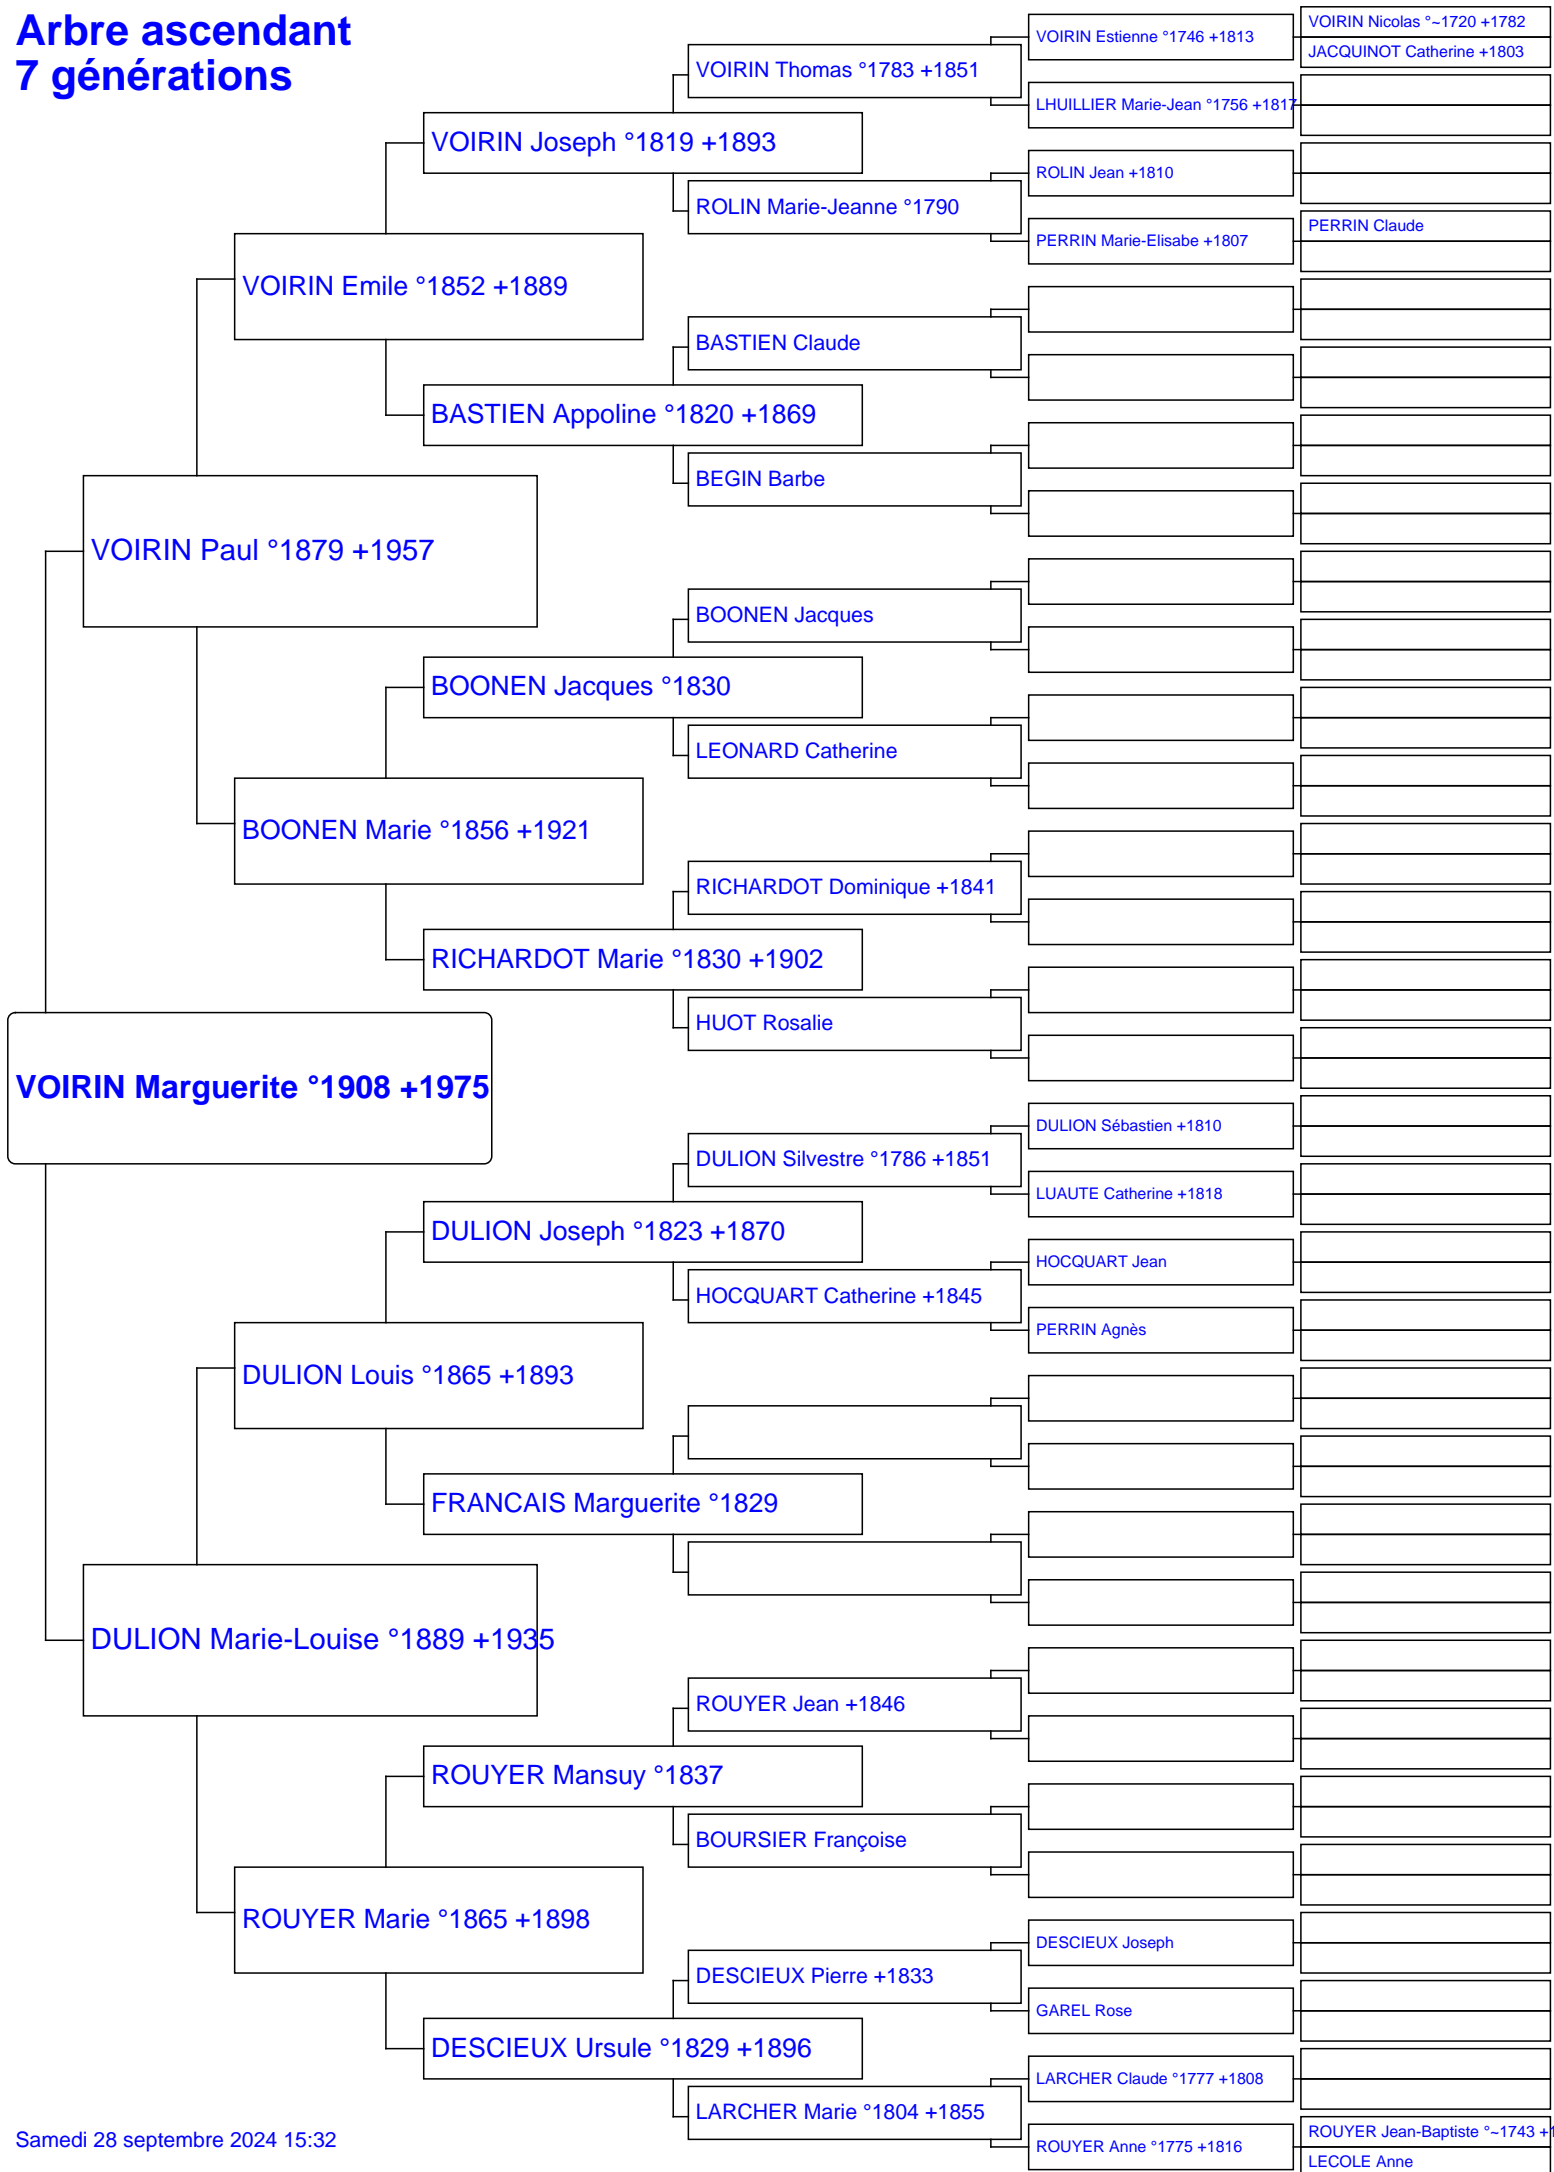 Arbre ascendant
7 générations
VOIRIN Marguerite °1908 +1975
VOIRIN Paul °1879 +1957
DULION Marie-Louise °1889 +1935
VOIRIN Emile °1852 +1889
BOONEN Marie °1856 +1921
DULION Louis °1865 +1893
ROUYER Marie °1865 +1898
VOIRIN Joseph °1819 +1893
BASTIEN Appoline °1820 +1869
BOONEN Jacques °1830
RICHARDOT Marie °1830 +1902
DULION Joseph °1823 +1870
FRANCAIS Marguerite °1829
ROUYER Mansuy °1837
DESCIEUX Ursule °1829 +1896
VOIRIN Thomas °1783 +1851
ROLIN Marie-Jeanne °1790
BASTIEN Claude
BEGIN Barbe
BOONEN Jacques
LEONARD Catherine
RICHARDOT Dominique +1841
HUOT Rosalie
DULION Silvestre °1786 +1851
HOCQUART Catherine +1845
ROUYER Jean +1846
BOURSIER Françoise
DESCIEUX Pierre +1833
LARCHER Marie °1804 +1855
VOIRIN Estienne °1746 +1813
LHUILLIER Marie-Jean °1756 +1817
ROLIN Jean +1810
PERRIN Marie-Elisabe +1807
DULION Sébastien +1810
LUAUTE Catherine +1818
HOCQUART Jean
PERRIN Agnès
DESCIEUX Joseph
GAREL Rose
LARCHER Claude °1777 +1808
ROUYER Anne °1775 +1816
VOIRIN Nicolas °~1720 +1782
JACQUINOT Catherine +1803
PERRIN Claude
ROUYER Jean-Baptiste °~1743 +1
LECOLE Anne
Samedi 28 septembre 2024 15:32